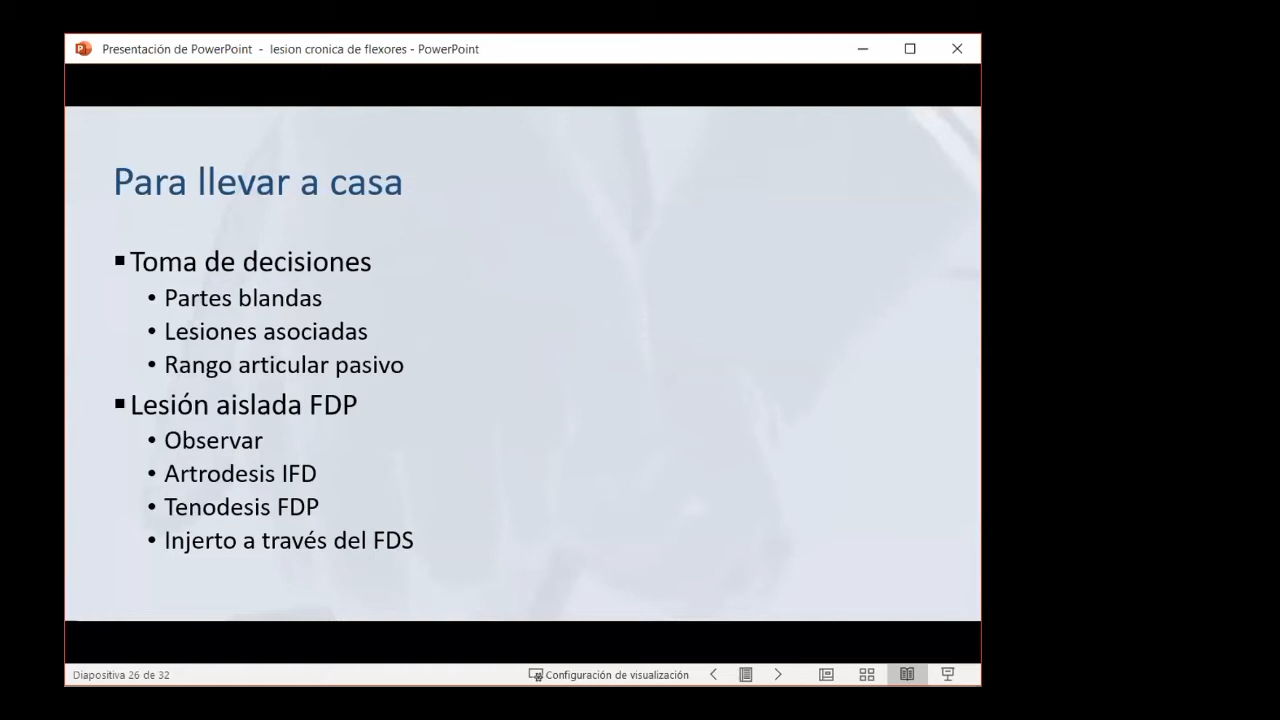 Presentación de PowerPoint - lesion cronica de flexores - PowerPoint
Para llevar a casa
▪ Toma de decisiones
• Partes blandas
• Lesiones asociadas
• Rango articular pasivo
▪ Lesión aislada FDP
• Observar
• Artrodesis IFD
• Tenodesis FDP
• Injerto a través del FDS
Diapositiva 26 de 32
Configuración de visualización